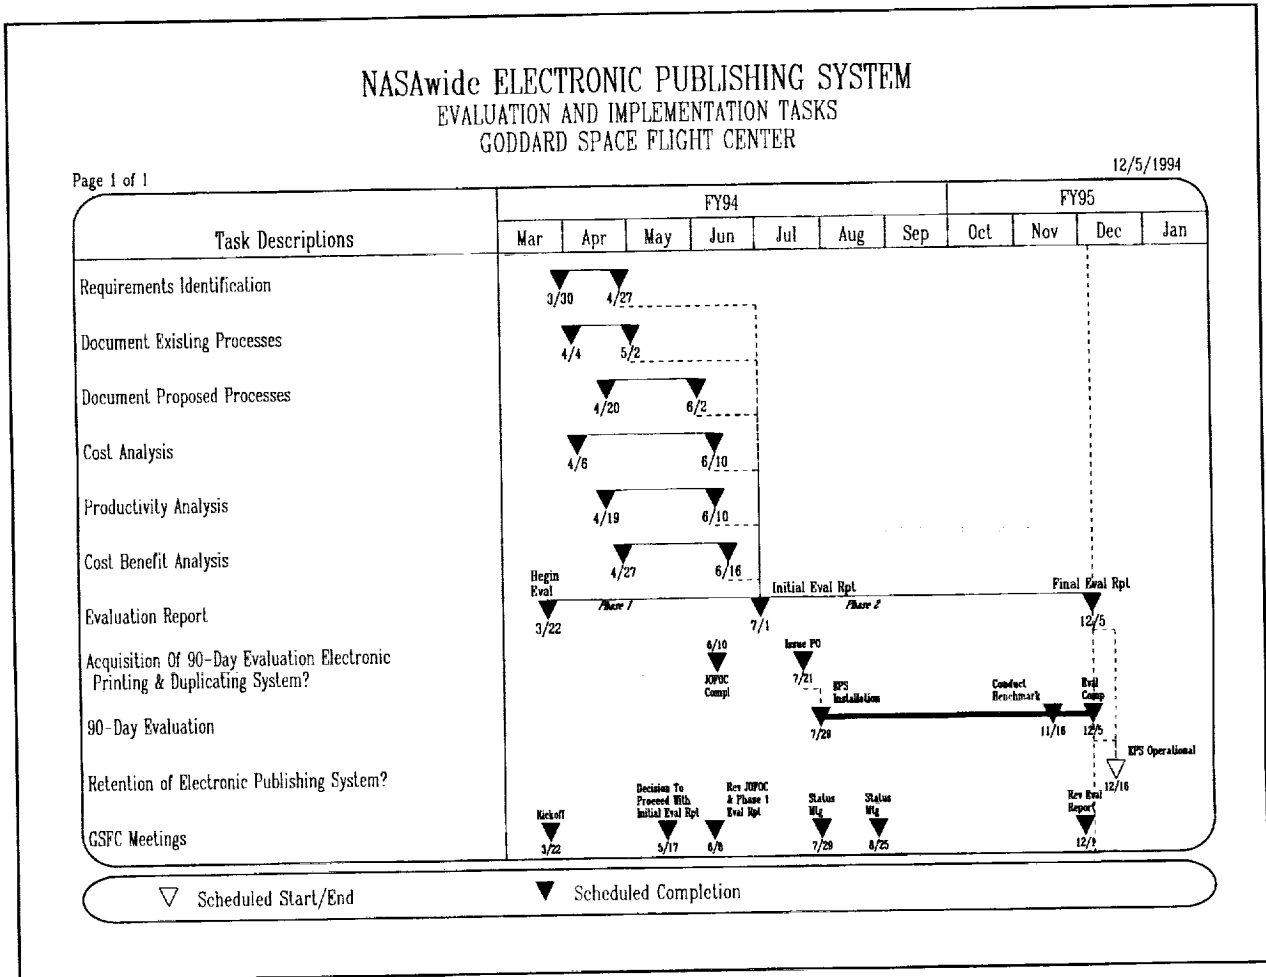 NASAwide ELECTRONIC PUBLISHING SYSTEM
EVALUATION AND IMPLEMENTATION TASKS
GODDARD SPACE FLIGHT CENTER
Page 1 of 1
12/5/1994
Task Descriptions
FY94 FY95
Mar Apr May Jun Jul Aug Sep Oct Nov Dec Jan
Requirements Identification
3/30 4/27
Document Existing Processes
4/4 5/2
Document Proposed Processes
4/20 6/2
Cost Analysis
4/6 6/10
Productivity Analysis
4/19 6/10
Cost Benefit Analysis
4/27 6/16
Evaluation Report
Begin
Eval
3/22
Phase 1
Initial Eval Rpt
7/1
Phase 2
Final Eval Rpt
12/5
Acquisition Of 90-Day Evaluation Electronic
Printing & Duplicating System?
6/10
JOFOC
Compl
Issue PO
7/21
90-Day Evaluation
EPS
Installation
7/29
Conduct
Benchmark
11/16
Eval
Comp
12/5
Retention of Electronic Publishing System?
EPS Operational
12/16
GSFC Meetings
Kickoff
3/22
Decision To
Proceed With
Initial Eval Rpt
5/17
Rev JOFOC
& Phase 1
Eval Rpt
6/8
Status
Mtg
7/29
Status
Mtg
8/25
Rev Eval
Report
12/1
Scheduled Start/End
Scheduled Completion